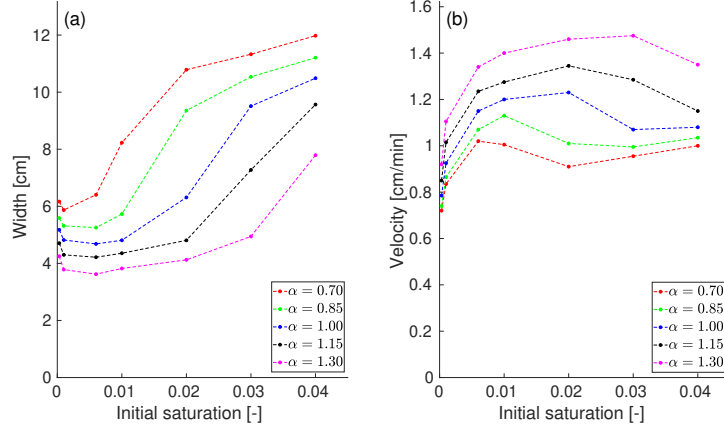 (a)
12
10
8
6
4
2
0
Width [cm]
0
0.01
0.02
0.03
0.04
Initial saturation [-]
α = 0.70
α = 0.85
α = 1.00
α = 1.15
α = 1.30
(b)
1.6
1.4
1.2
1
0.8
0.6
0.4
0.2
0
Velocity [cm/min]
0
0.01
0.02
0.03
0.04
Initial saturation [-]
α = 0.70
α = 0.85
α = 1.00
α = 1.15
α = 1.30